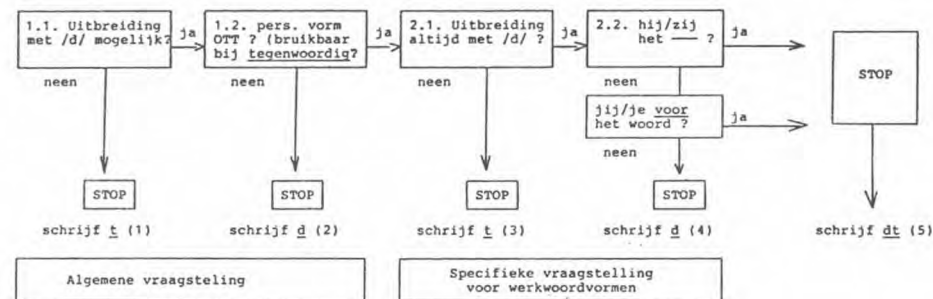 1.1. Uitbreiding
met /d/ mogelijk?
ja
1.2. pers. vorm
OTT ? (bruikbaar
bij tegenwoordig?
ja
2.1. Uitbreiding
altijd met /d/ ?
ja
2.2. hij/zij
het — ?
ja
STOP
neen
neen
neen
neen
jij/je voor
het woord ?
ja
neen
STOP
STOP
STOP
STOP
schrijf t (1)
schrijf d (2)
schrijf t (3)
schrijf d (4)
schrijf dt (5)
Algemene vraagsteling
Specifieke vraagstelling
voor werkwoordvormen